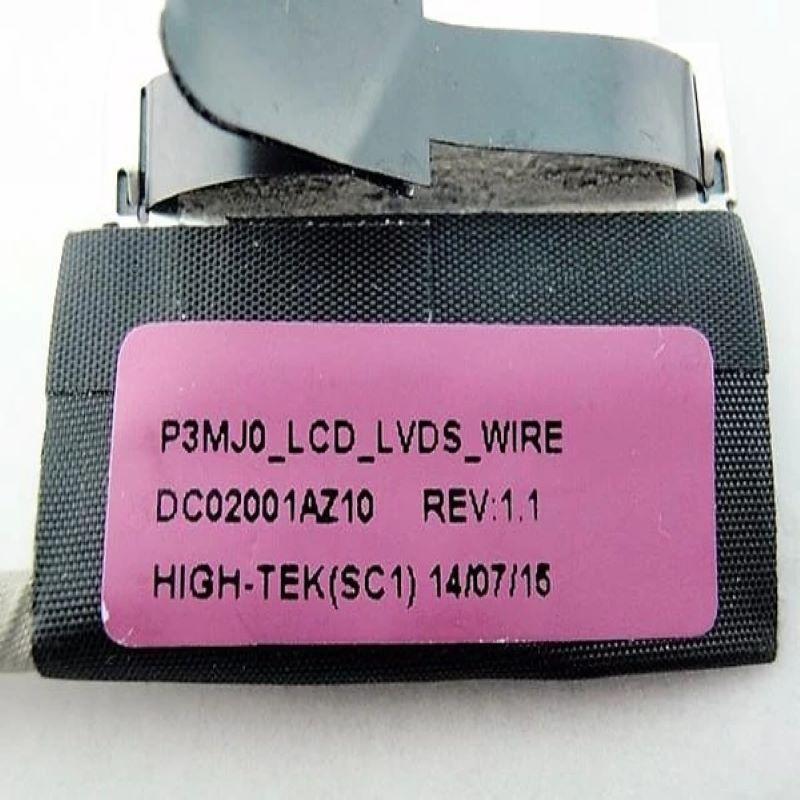 P3MJ0_LCD_LVDS_WIRE
DC02001AZ10 REV:1.1
HIGH-TEK(SC1) 14/07/15